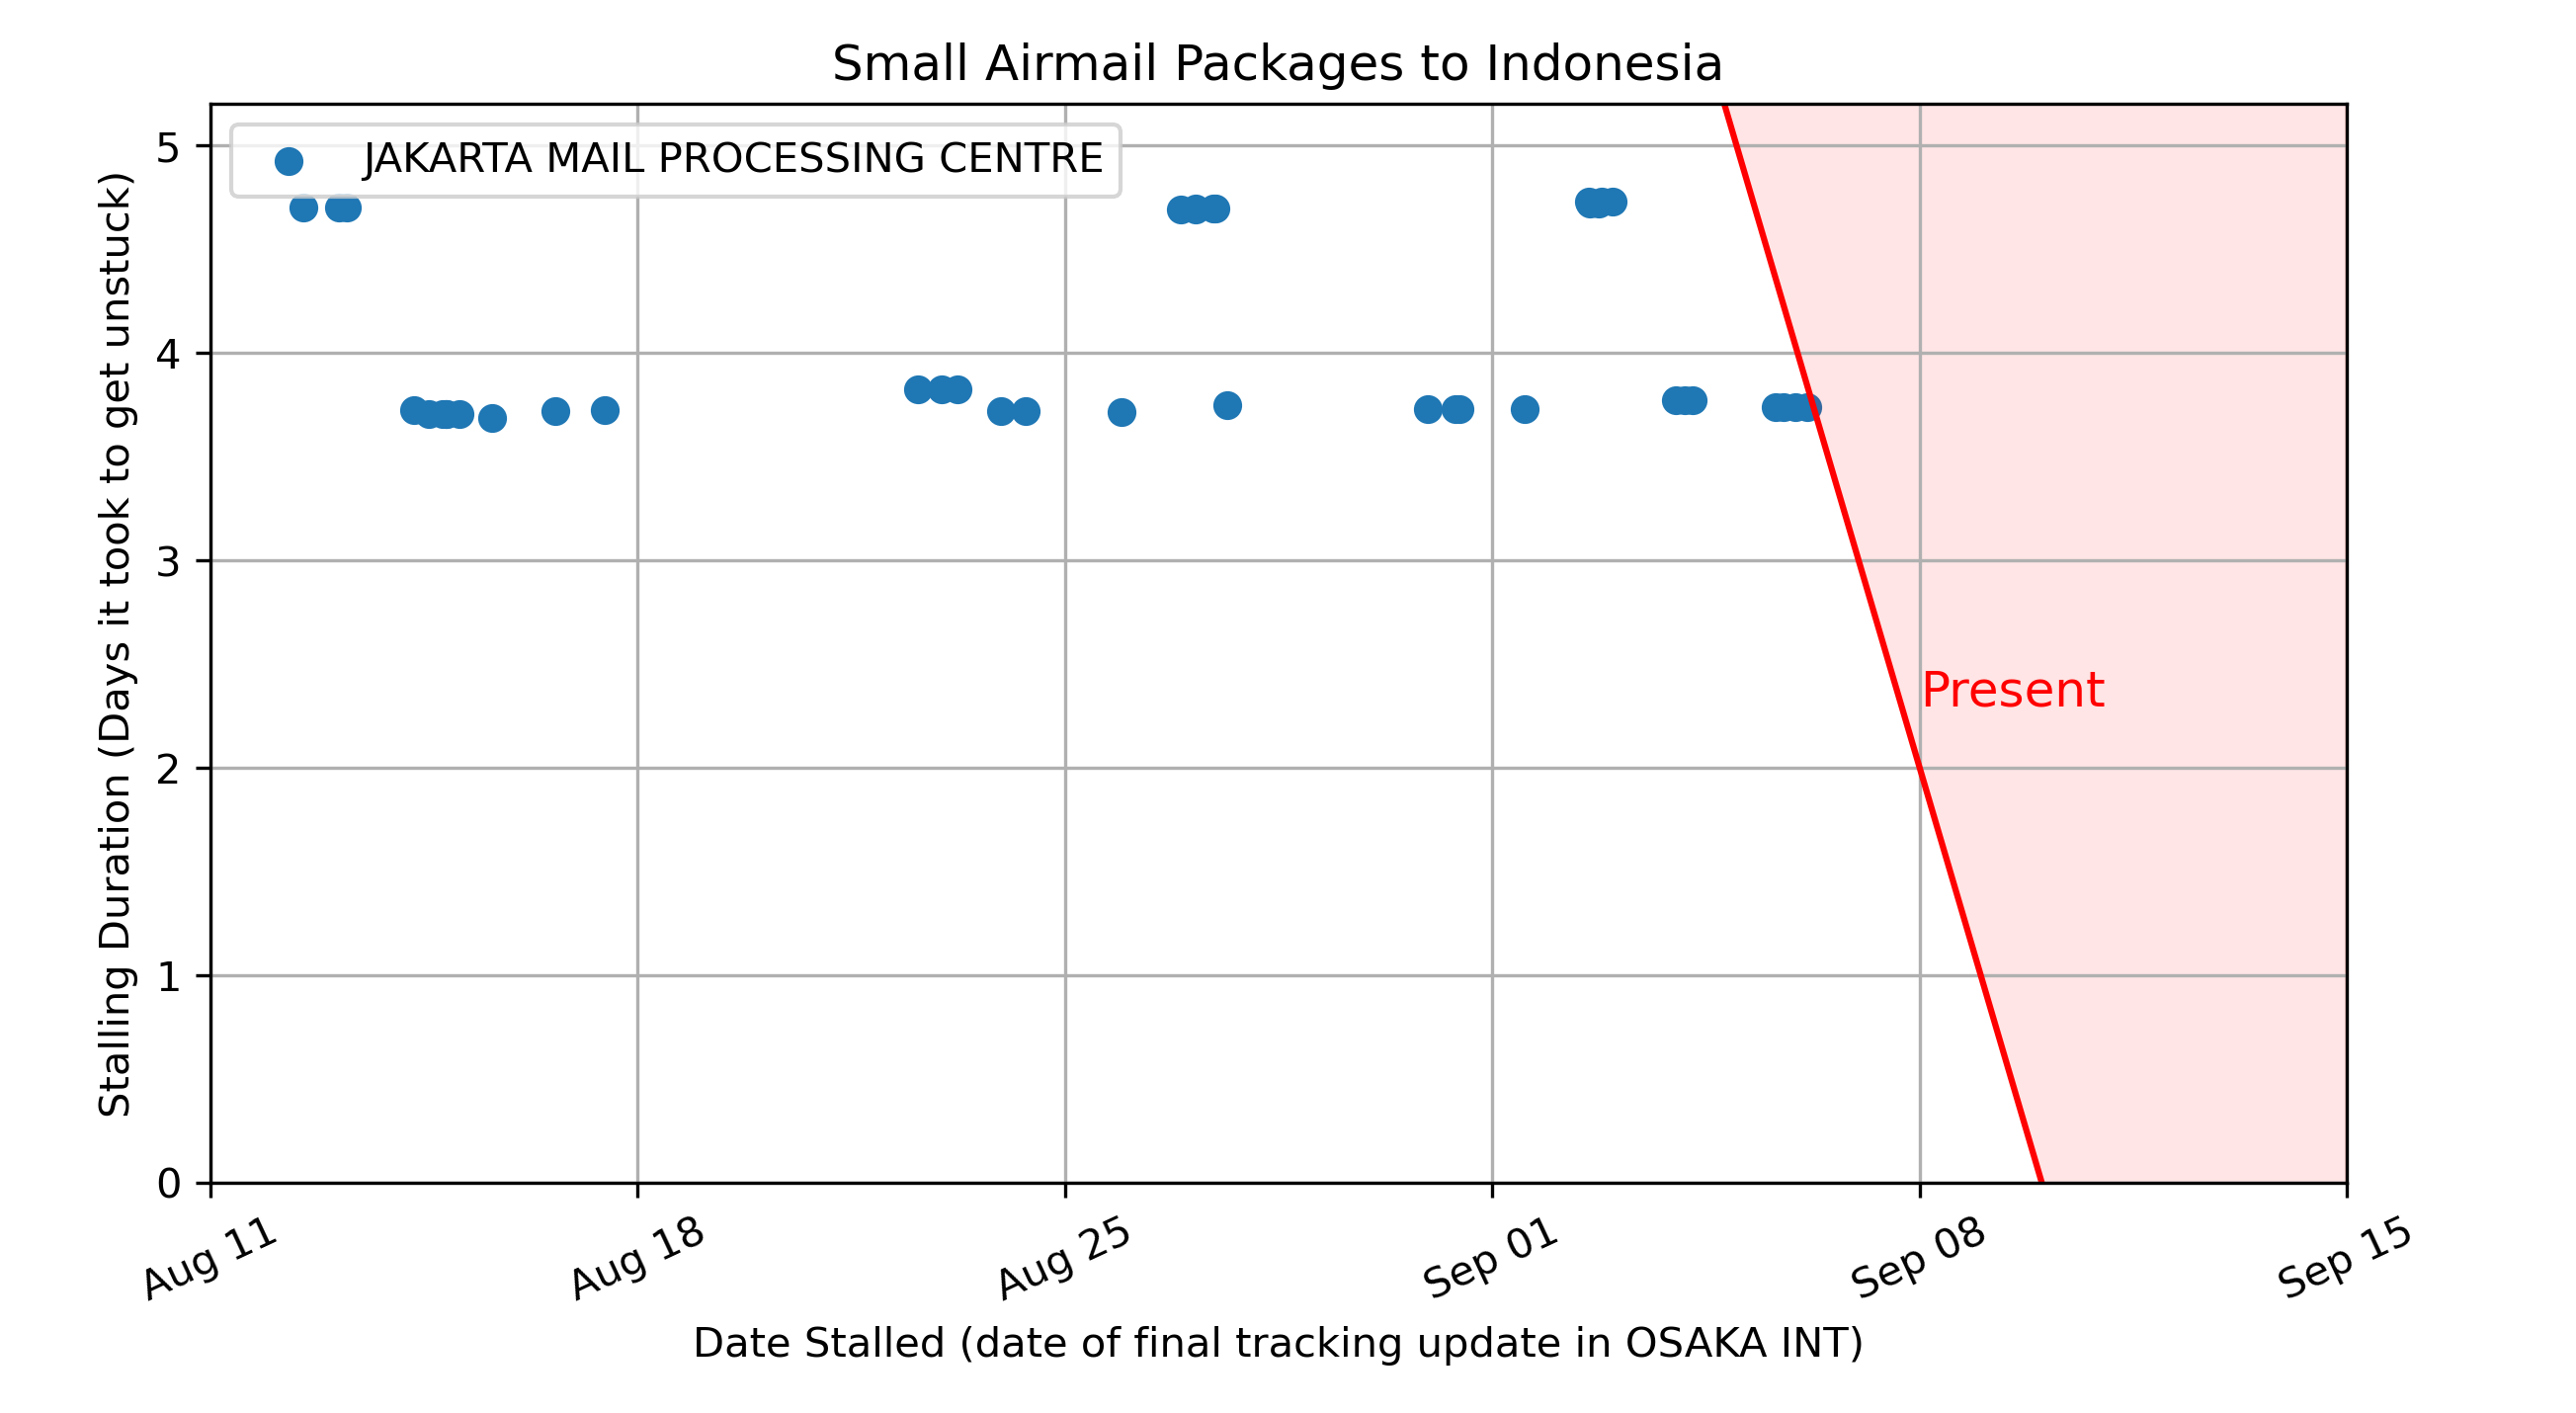 Small Airmail Packages to Indonesia
JAKARTA MAIL PROCESSING CENTRE
Stalling Duration (Days it took to get unstuck)
5
4
3
2
1
0
Present
Aug 11
Aug 18
Aug 25
Sep 01
Sep 08
Sep 15
Date Stalled (date of final tracking update in OSAKA INT)